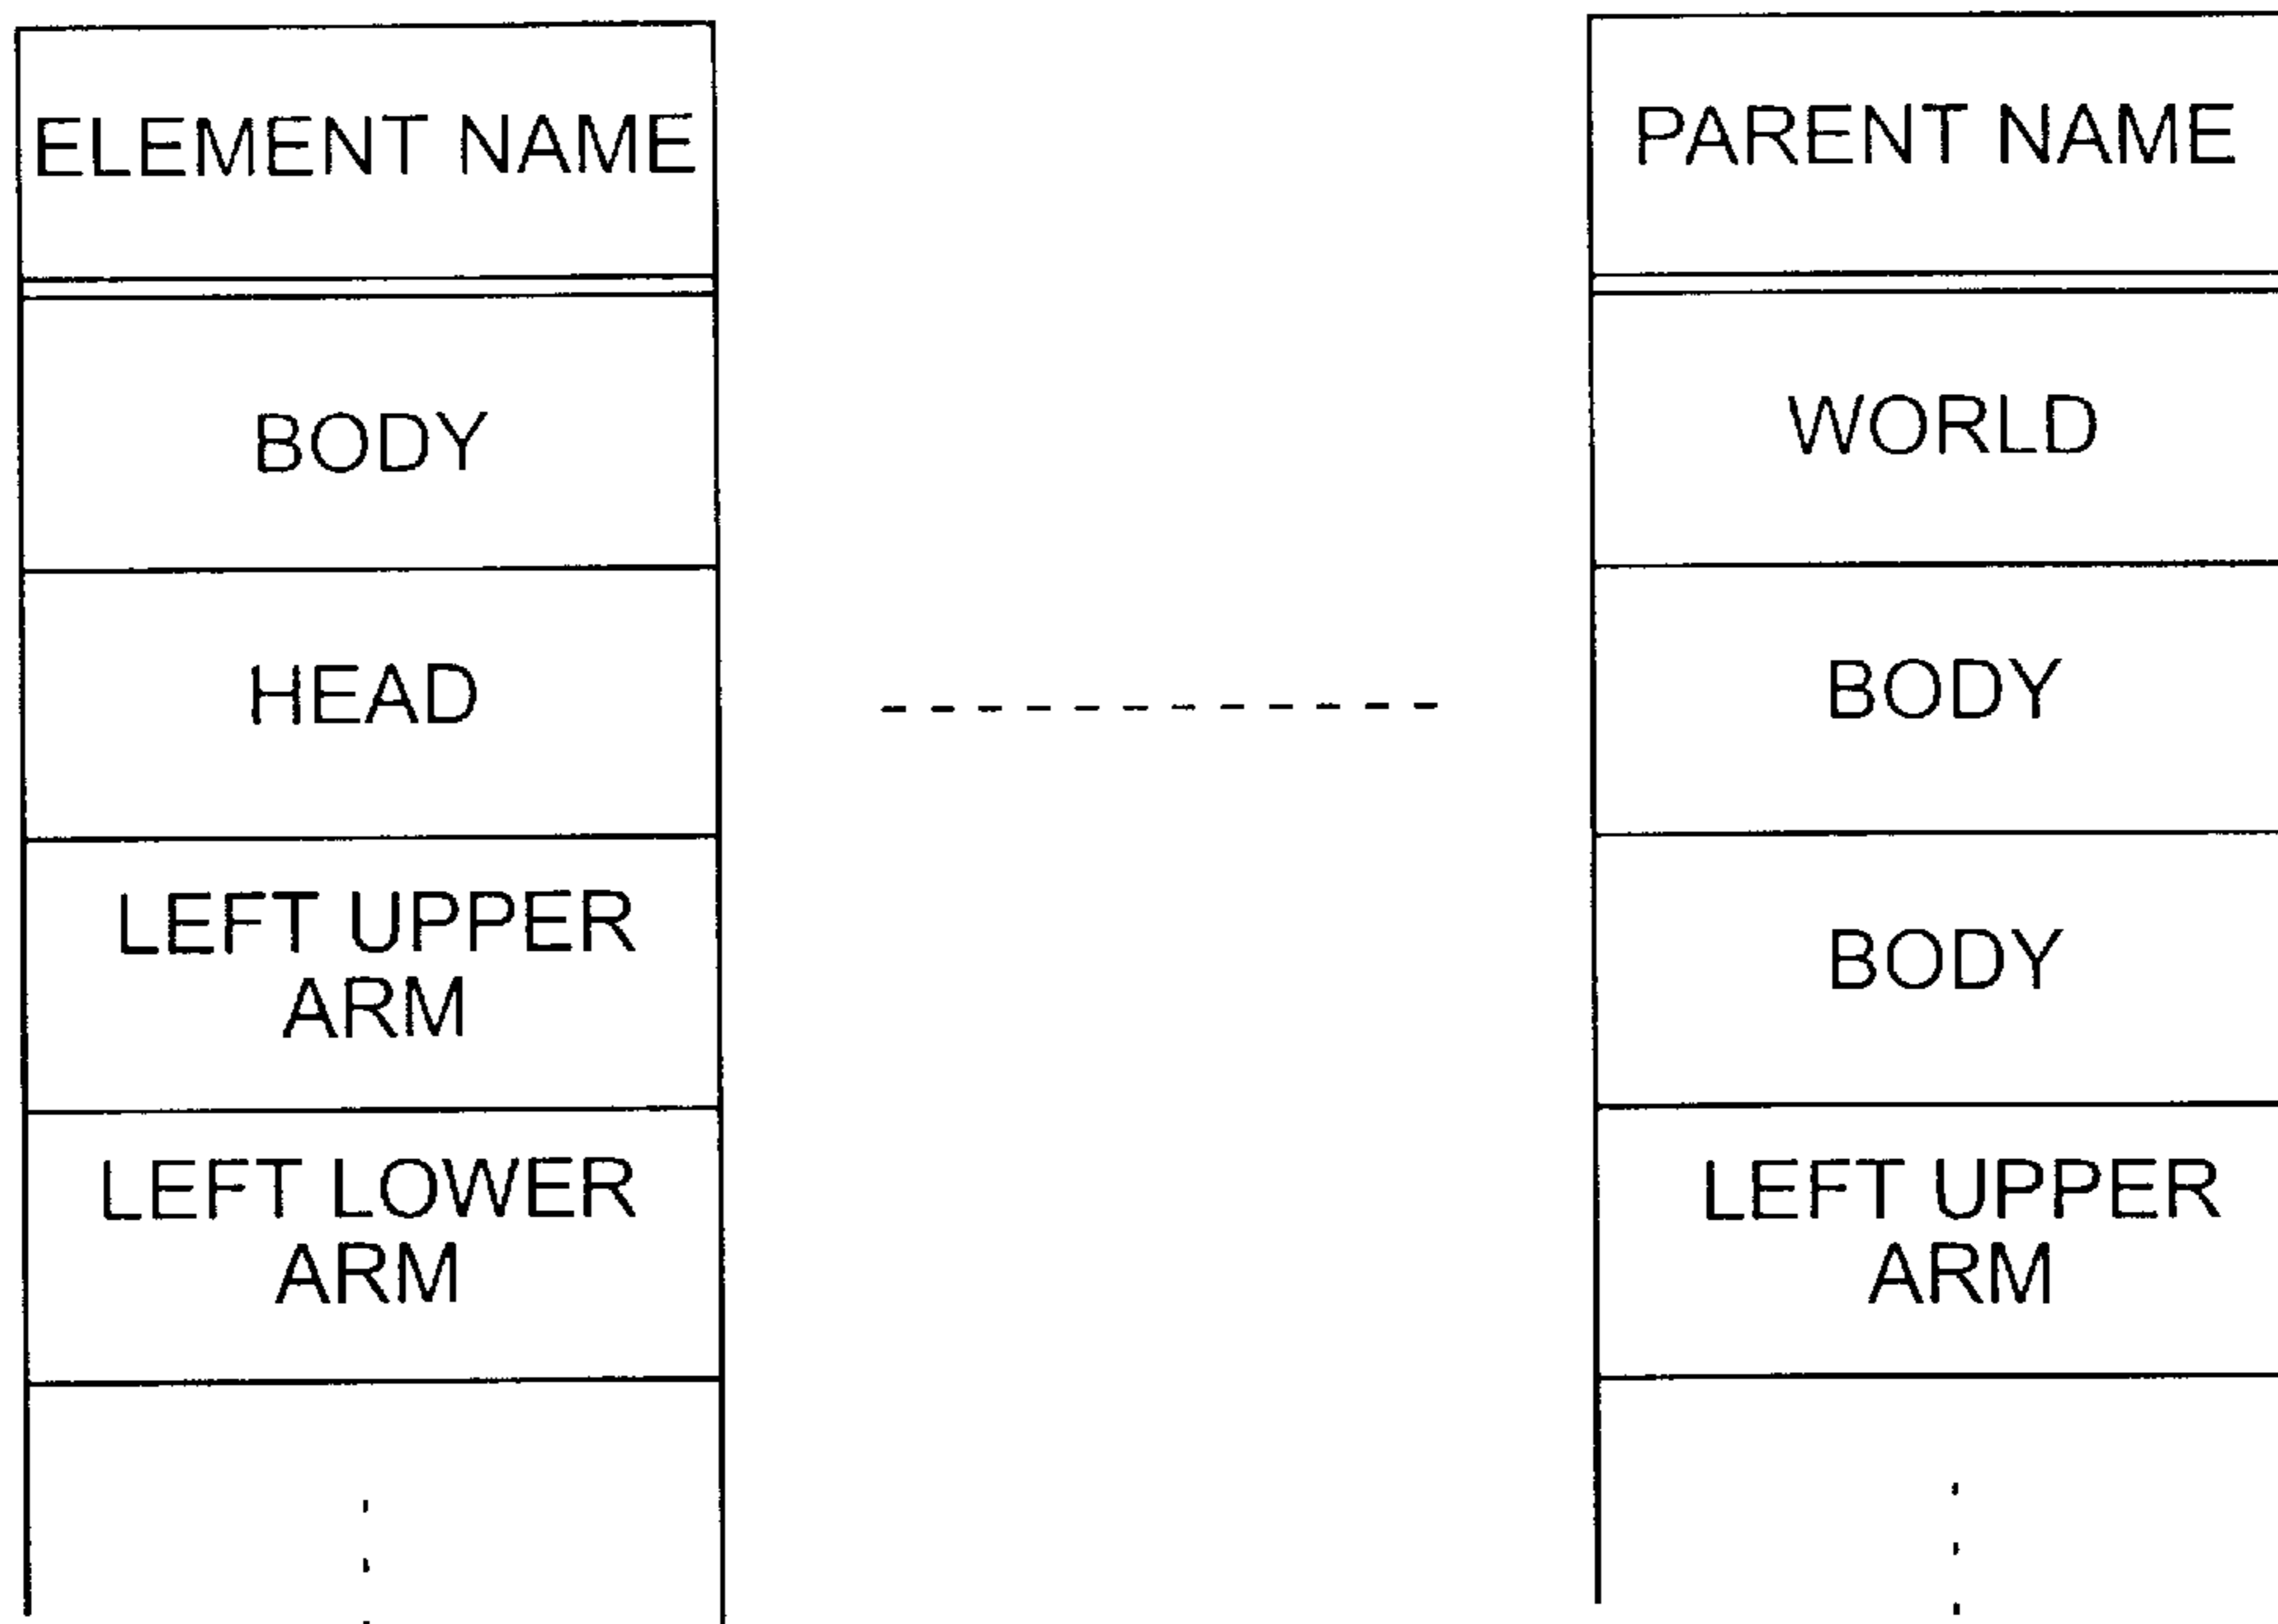 ELEMENT NAME
PARENT NAME
BODY
WORLD
HEAD
BODY
LEFT UPPER
ARM
BODY
LEFT LOWER
ARM
LEFT UPPER
ARM